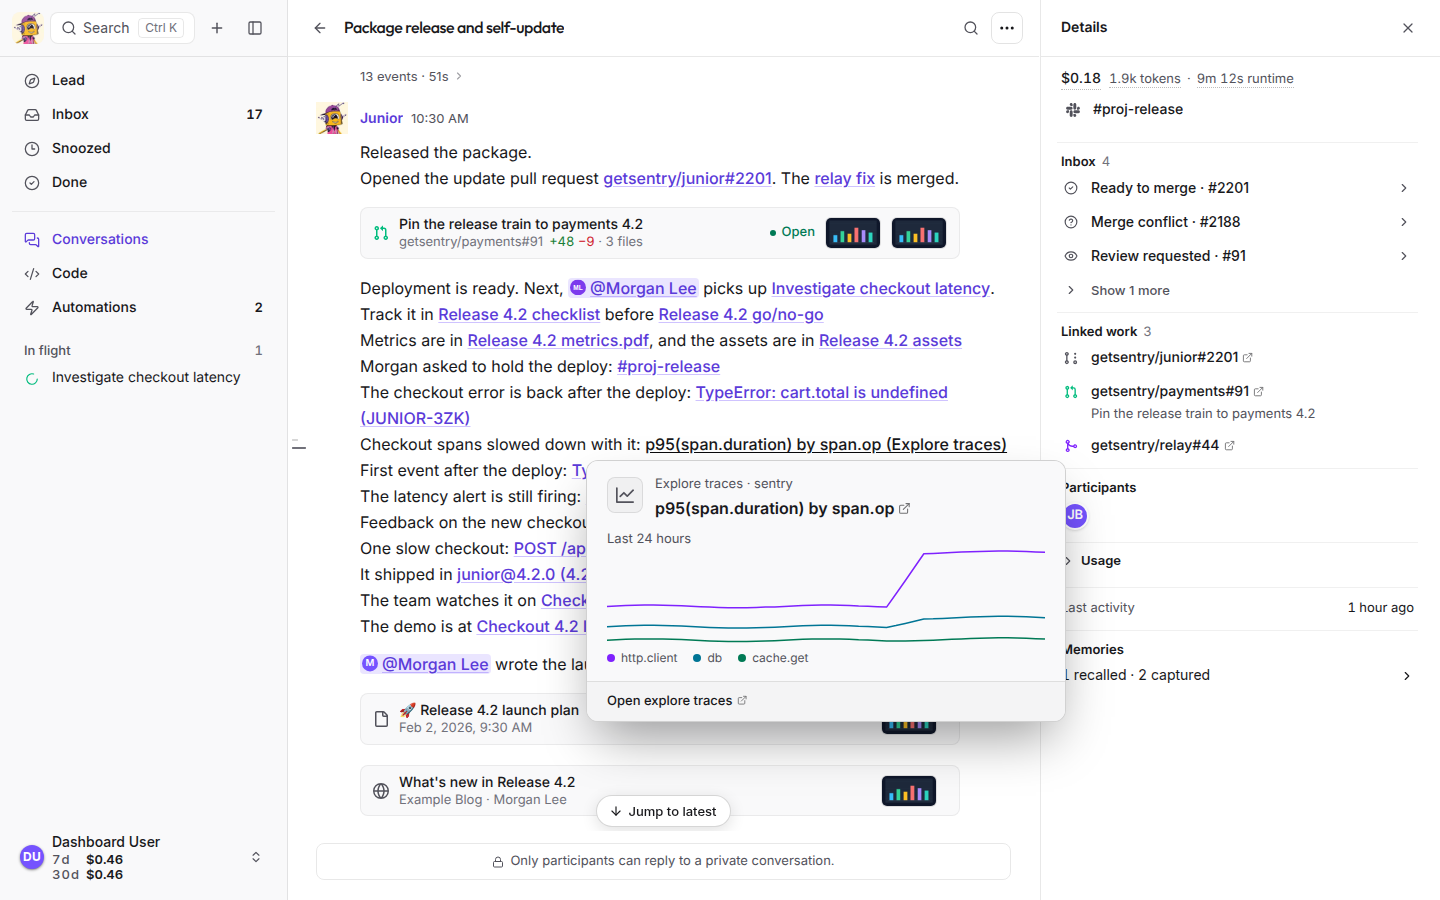 Search Ctrl K
Lead
Inbox 17
Snoozed
Done
Conversations
Code
Automations 2
In flight 1
Investigate checkout latency
DU Dashboard User
7d $0.46
30d $0.46
Package release and self-update
13 events · 51s
Junior 10:30 AM
Released the package.
Opened the update pull request getsentry/junior#2201. The relay fix is merged.
Pin the release train to payments 4.2
getsentry/payments#91 +48 −9 · 3 files
Open
Deployment is ready. Next, ML @Morgan Lee picks up Investigate checkout latency.
Track it in Release 4.2 checklist before Release 4.2 go/no-go
Metrics are in Release 4.2 metrics.pdf, and the assets are in Release 4.2 assets
Morgan asked to hold the deploy: #proj-release
The checkout error is back after the deploy: TypeError: cart.total is undefined
(JUNIOR-3ZK)
Checkout spans slowed down with it: p95(span.duration) by span.op (Explore traces)
First event after the deploy: Ty
The latency alert is still firing:
Feedback on the new checkou
One slow checkout: POST /ap
It shipped in junior@4.2.0 (4.2
The team watches it on Check
The demo is at Checkout 4.2
M @Morgan Lee wrote the lau
Explore traces · sentry
p95(span.duration) by span.op
Last 24 hours
http.client db cache.get
Open explore traces
🚀 Release 4.2 launch plan
Feb 2, 2026, 9:30 AM
What's new in Release 4.2
Example Blog · Morgan Lee
Jump to latest
Only participants can reply to a private conversation.
Details
$0.18 1.9k tokens · 9m 12s runtime
#proj-release
Inbox 4
Ready to merge · #2201
Merge conflict · #2188
Review requested · #91
Show 1 more
Linked work 3
getsentry/junior#2201
getsentry/payments#91
Pin the release train to payments 4.2
getsentry/relay#44
Participants
JB
Usage
Last activity 1 hour ago
Memories
1 recalled · 2 captured